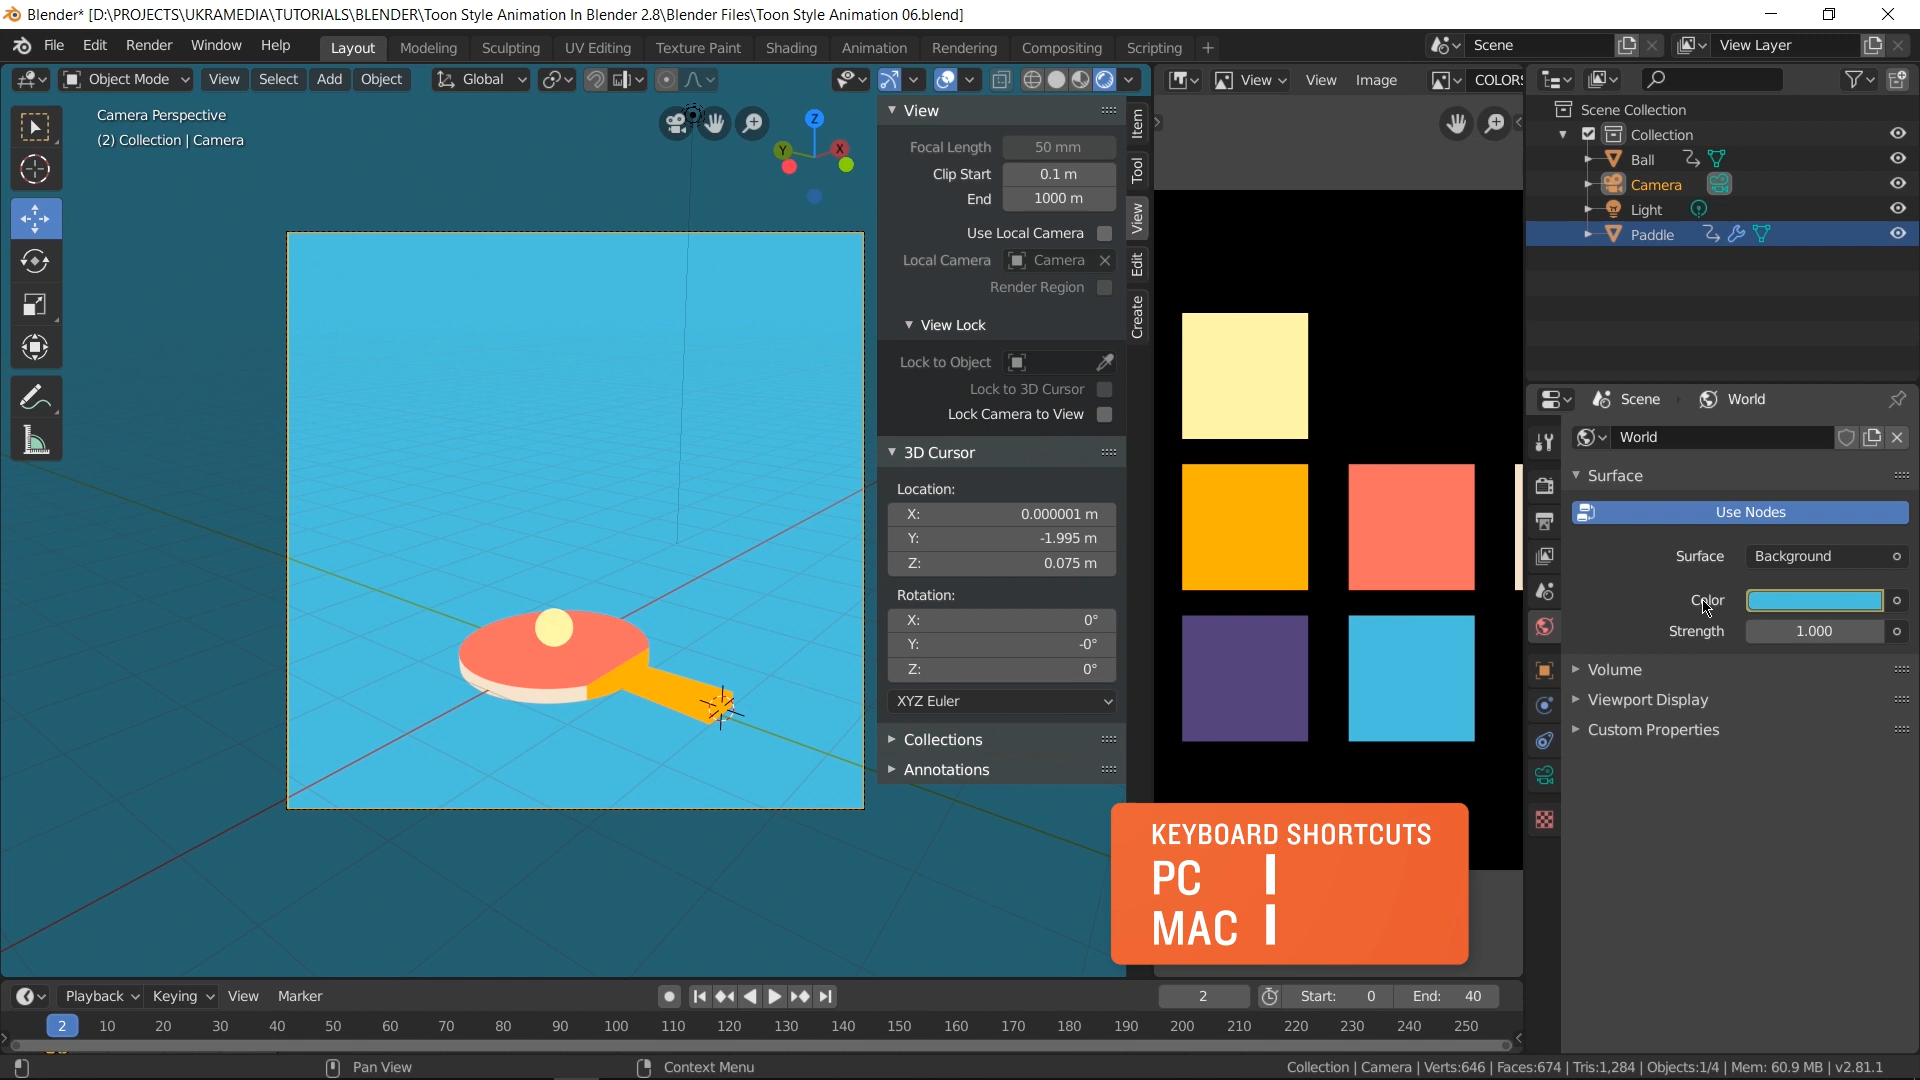 Blender* [D:\PROJECTS\UKRAMEDIA\TUTORIALS\BLENDER\Toon Style Animation In Blender 2.8\Blender Files\Toon Style Animation 06.blend]
File Edit Render Window Help Layout Modeling Sculpting UV Editing Texture Paint Shading Animation Rendering Compositing Scripting + Scene View Layer
Object Mode View Select Add Object Global View View Image COLORS
Camera Perspective
(2) Collection | Camera
Z
Y
X
View
Focal Length 50 mm
Clip Start 0.1 m
End 1000 m
Use Local Camera
Local Camera Camera
Render Region
View Lock
Lock to Object
Lock to 3D Cursor
Lock Camera to View
3D Cursor
Location:
X: 0.000001 m
Y: -1.995 m
Z: 0.075 m
Rotation:
X: 0°
Y: -0°
Z: 0°
XYZ Euler
Collections
Annotations
Item
Tool
View
Edit
Create
Scene Collection
Collection
Ball
Camera
Light
Paddle
Scene World
World
Surface
Use Nodes
Surface Background
Color
Strength 1.000
Volume
Viewport Display
Custom Properties
KEYBOARD SHORTCUTS
PC I
MAC I
Playback Keying View Marker 2 Start: 0 End: 40
2 10 20 30 40 50 60 70 80 90 100 110 120 130 140 150 160 170 180 190 200 210 220 230 240 250
Pan View Context Menu Collection | Camera | Verts:646 | Faces:674 | Tris:1,284 | Objects:1/4 | Mem: 60.9 MB | v2.81.1